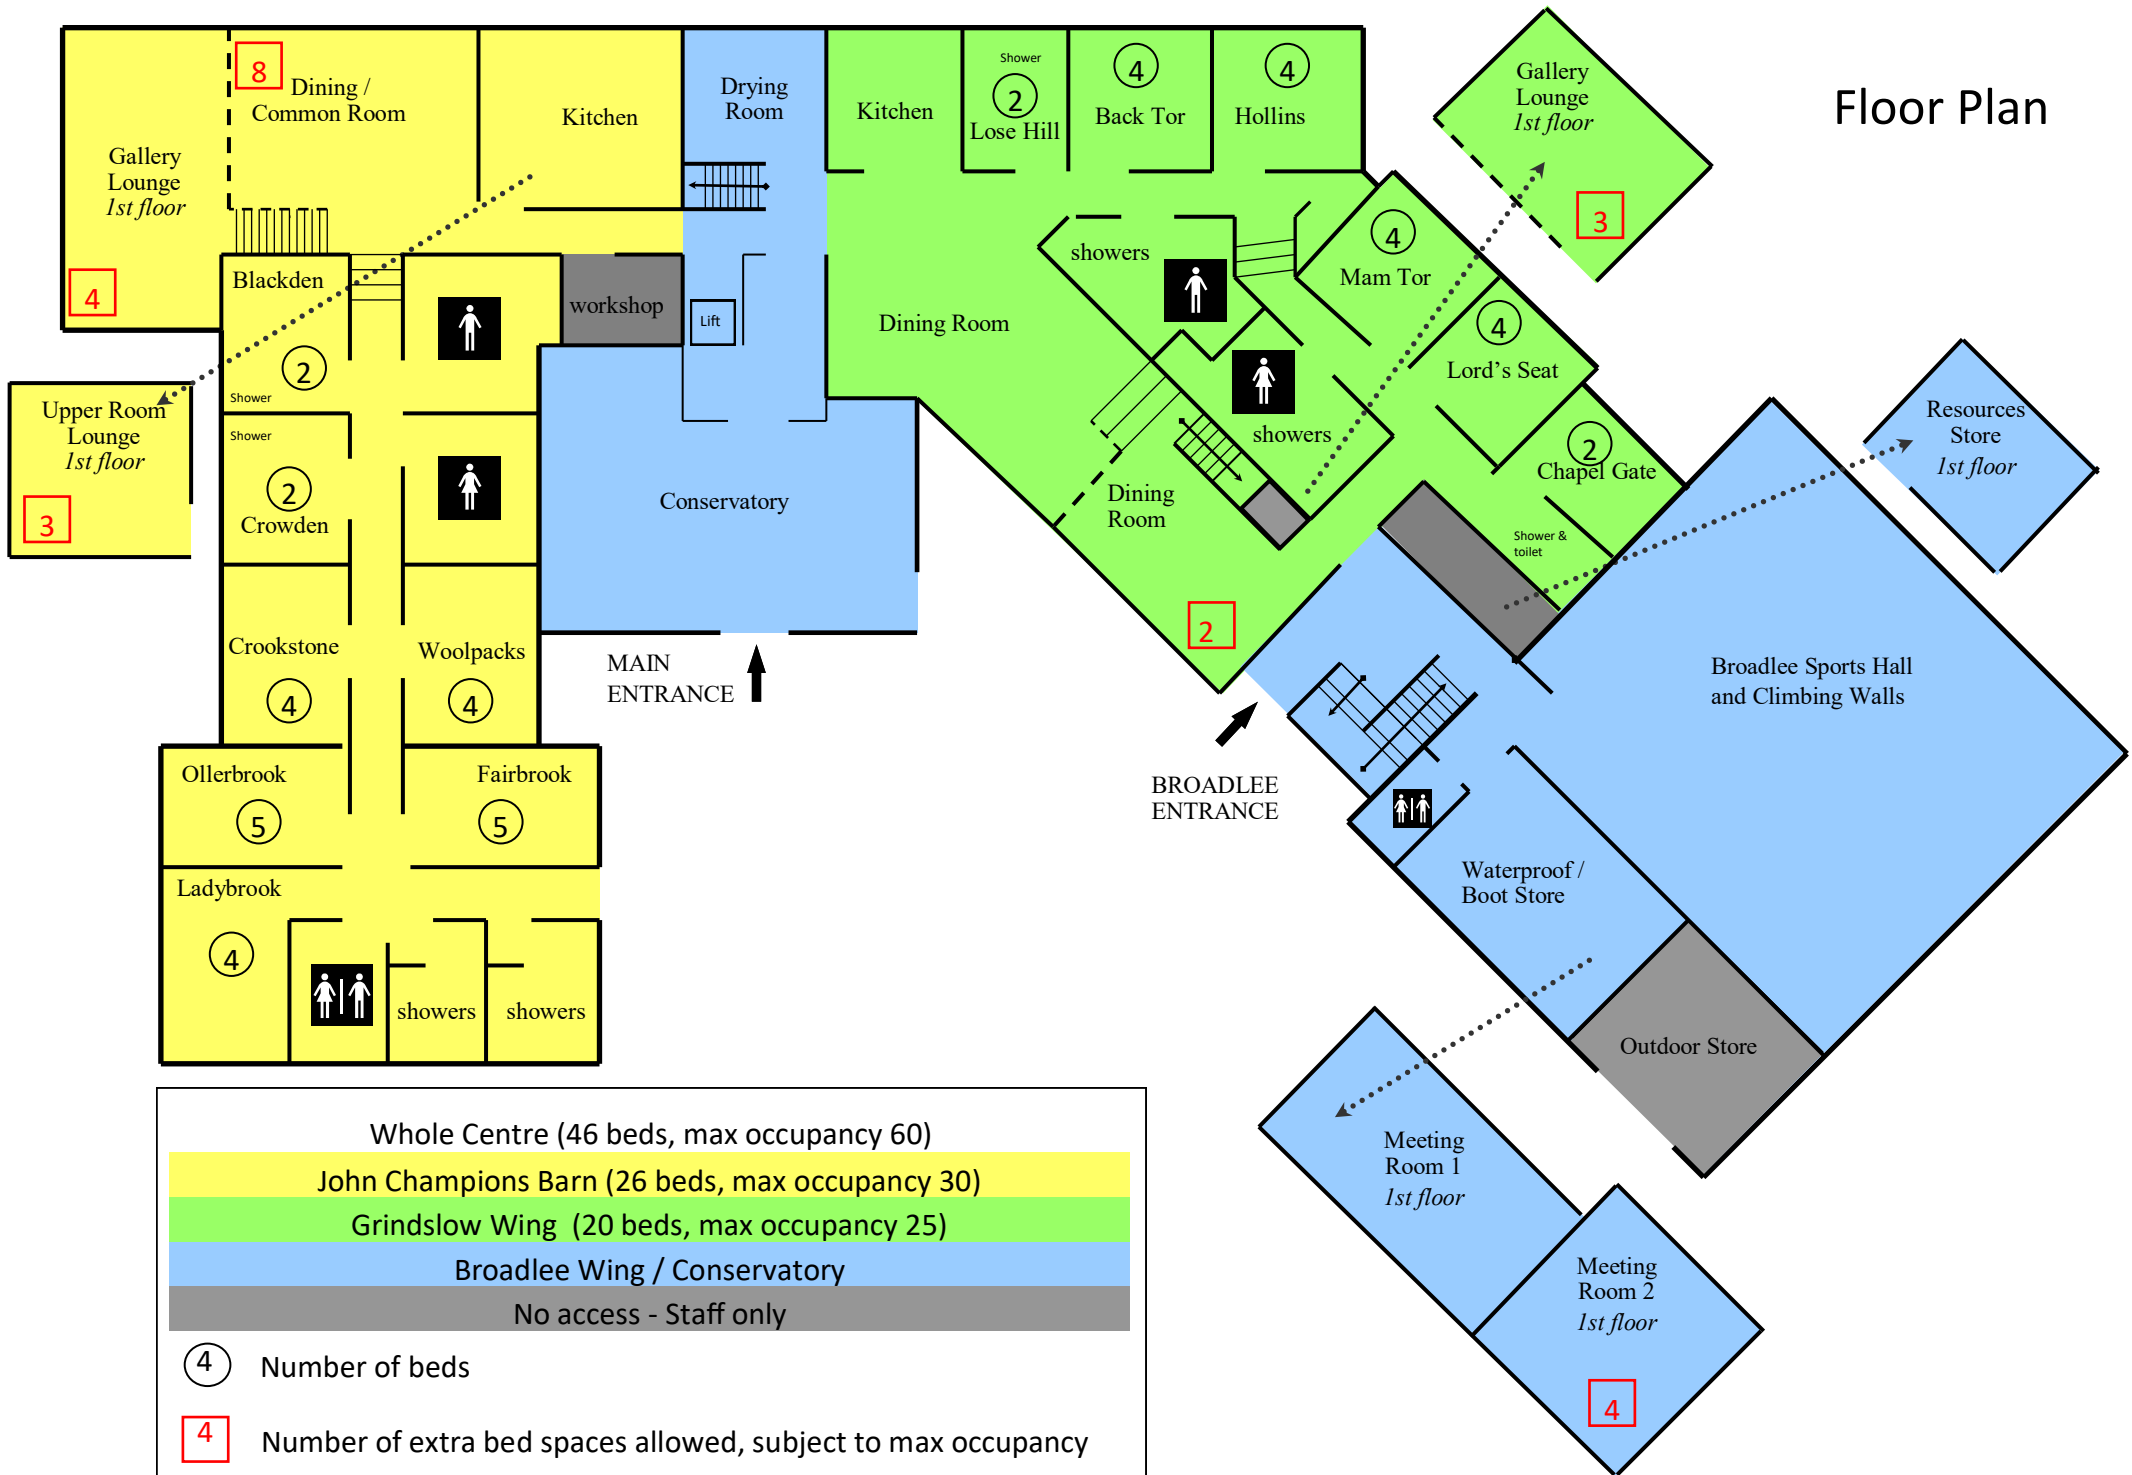 Floor Plan
8
Dining /
Common Room
Kitchen
Drying
Room
Kitchen
Shower
2
Lose Hill
4
Back Tor
4
Hollins
Gallery
Lounge
1st floor
3
Gallery
Lounge
1st floor
4
Blackden
2
Shower
workshop
Lift
Dining Room
showers
4
Mam Tor
4
Lord's Seat
showers
2
Chapel Gate
Shower &
toilet
Resources
Store
1st floor
Upper Room
Lounge
1st floor
3
Shower
2
Crowden
Conservatory
Dining
Room
2
Crookstone
4
Woolpacks
4
MAIN
ENTRANCE
Broadlee Sports Hall
and Climbing Walls
BROADLEE
ENTRANCE
Ollerbrook
5
Fairbrook
5
Ladybrook
4
showers
showers
Waterproof /
Boot Store
Outdoor Store
Meeting
Room 1
1st floor
Meeting
Room 2
1st floor
4
Whole Centre (46 beds, max occupancy 60)
John Champions Barn (26 beds, max occupancy 30)
Grindslow Wing (20 beds, max occupancy 25)
Broadlee Wing / Conservatory
No access - Staff only
4 Number of beds
4 Number of extra bed spaces allowed, subject to max occupancy